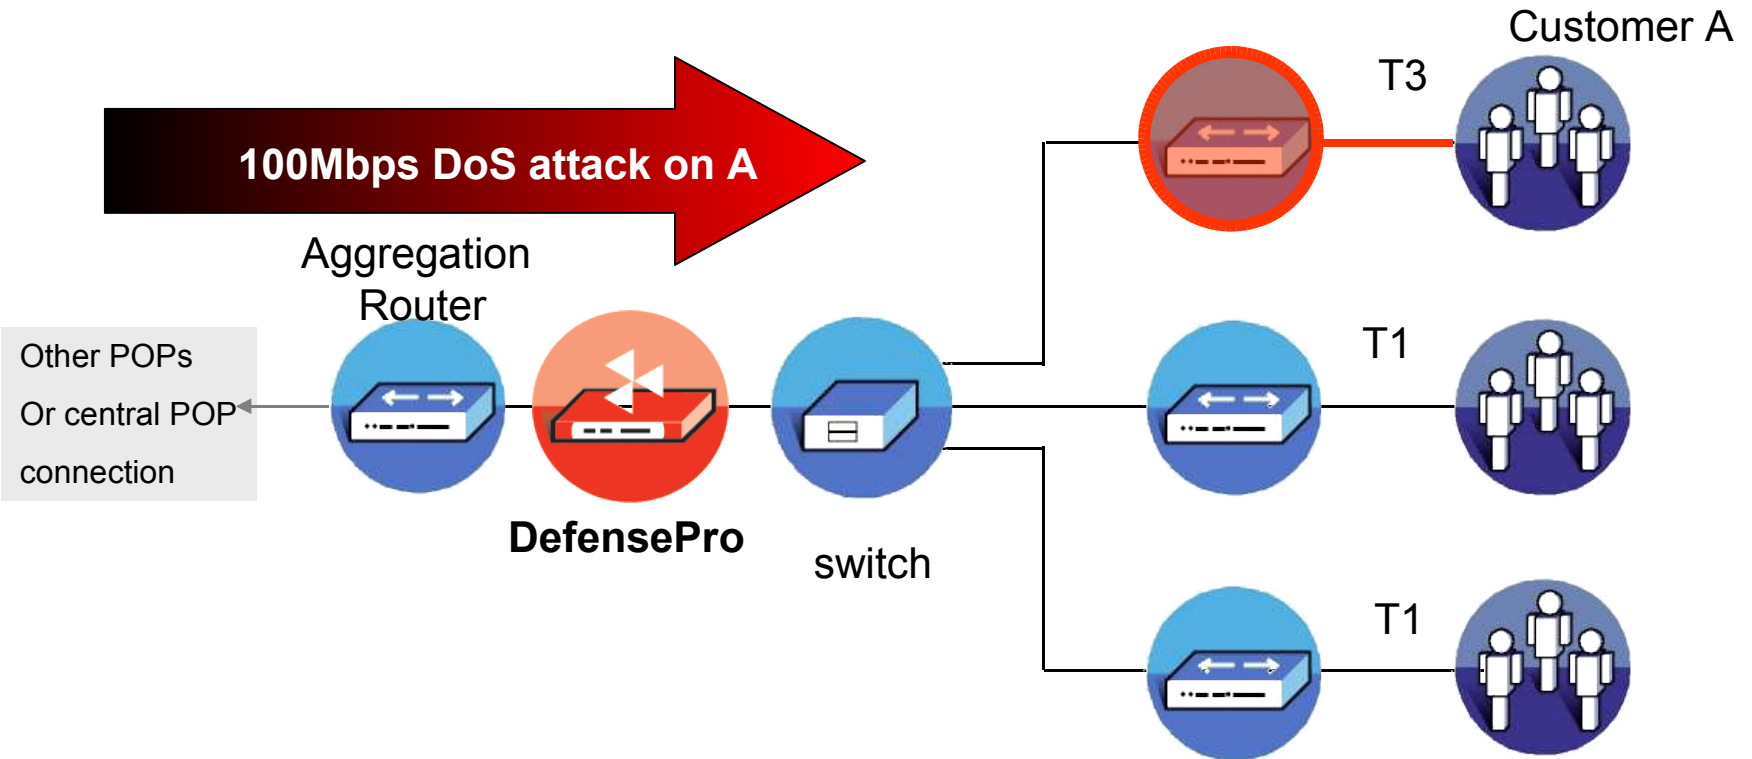 Customer A
T3
100Mbps DoS attack on A
Aggregation
Router
Other POPs
Or central POP
connection
T1
DefensePro
switch
T1